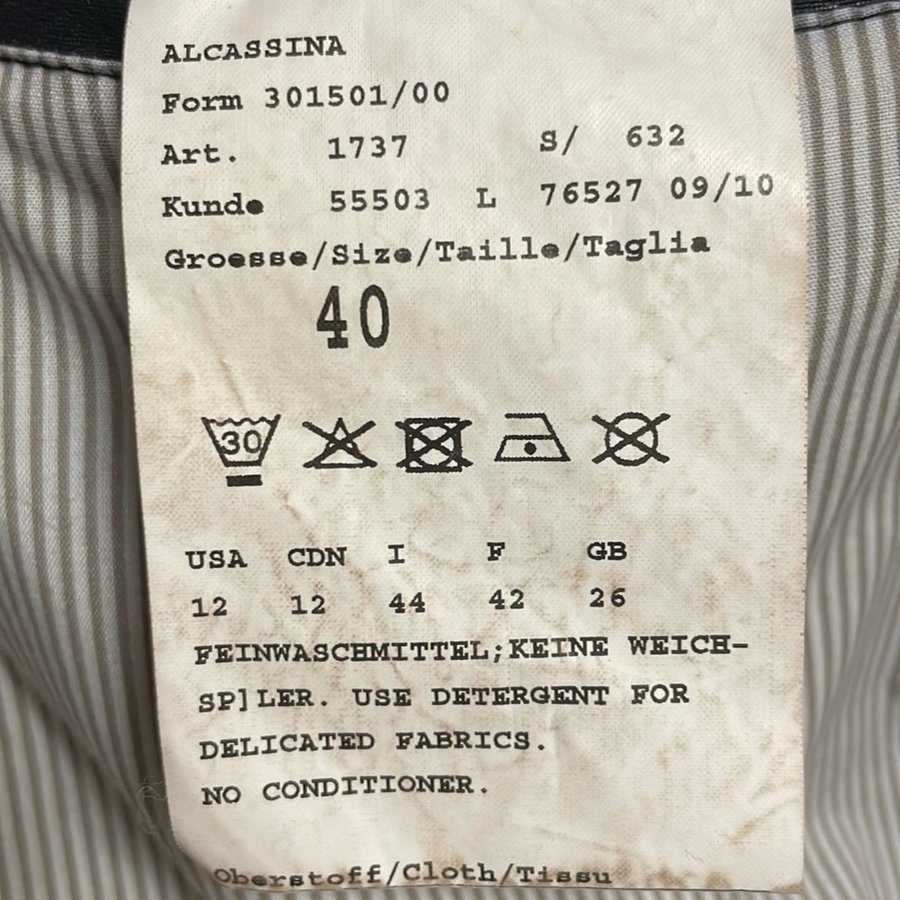 ALCASSINA
Form 301501/00
Art. 1737 S/ 632
Kunde 55503 L 76527 09/10
Groesse/Size/Taille/Taglia
40
30
USA CDN I F GB
12 12 44 42 26
FEINWASCHMITTEL;KEINE WEICH-
SP]LER. USE DETERGENT FOR
DELICATED FABRICS.
NO CONDITIONER.
Oberstoff/Cloth/Tissu